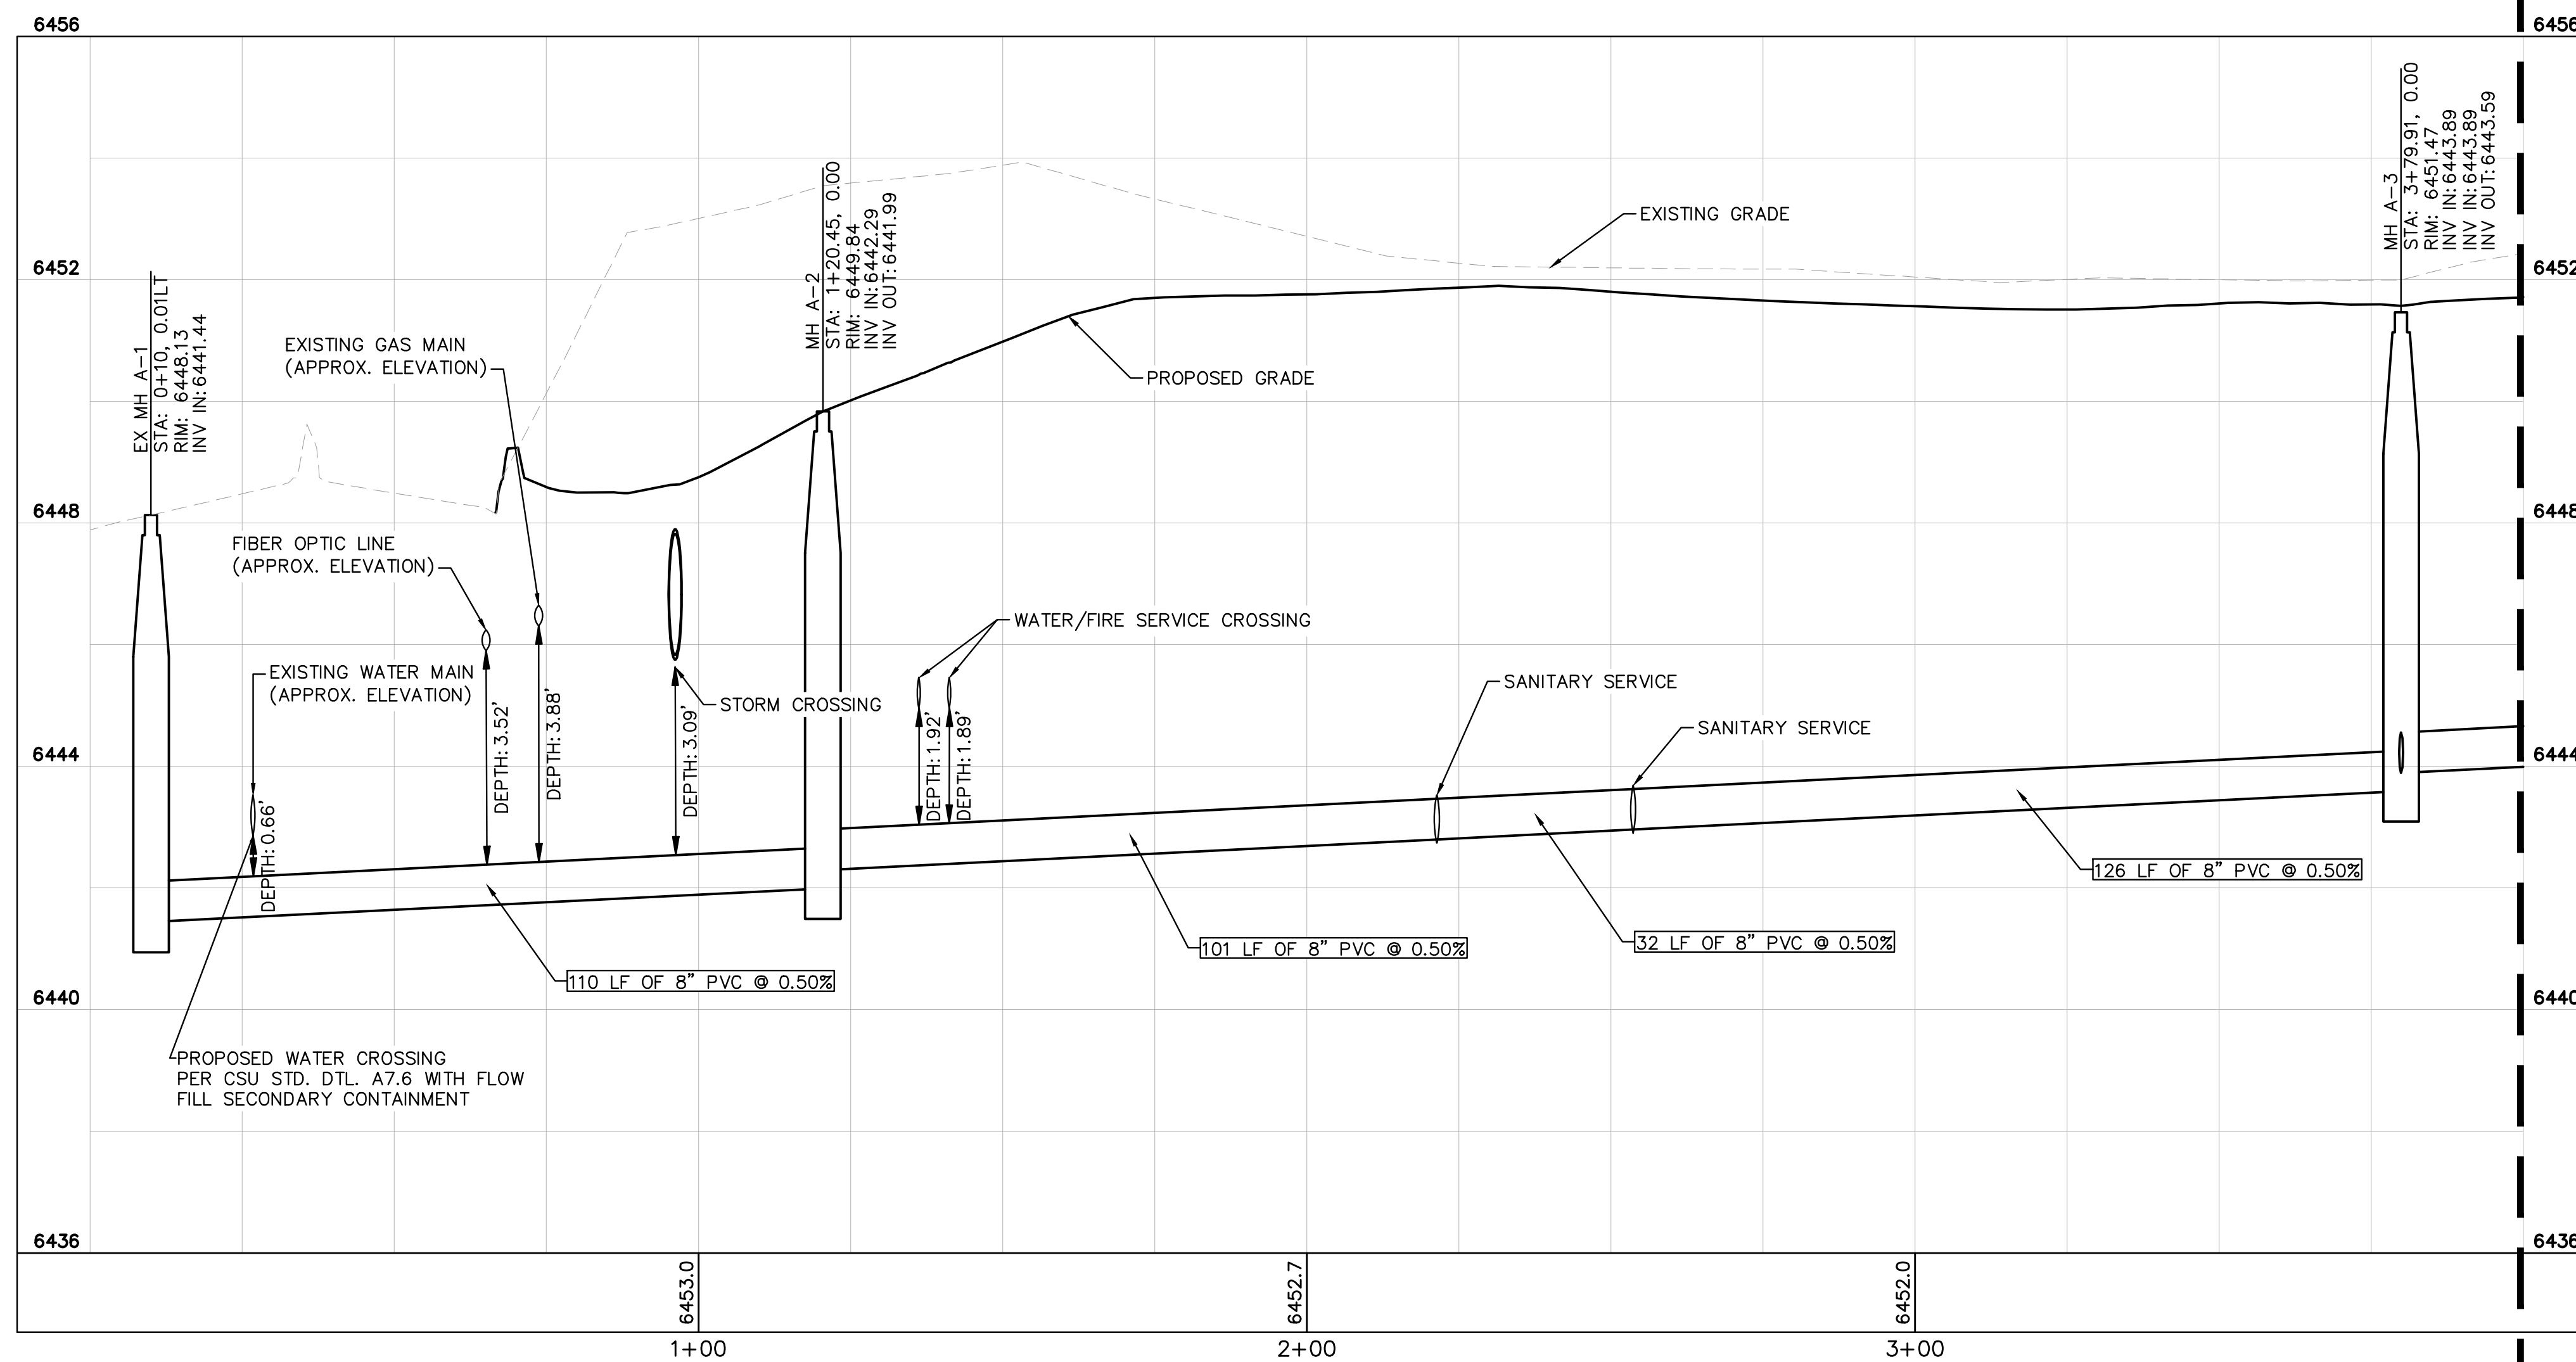 6456
6456
MH A-3
STA: 3+79.91, 0.00
RIM: 6451.47
INV IN:6443.89
INV IN:6443.89
INV OUT:6443.59
MH A-2
STA: 1+20.45, 0.00
RIM: 6449.84
INV IN:6442.29
INV OUT:6441.99
EXISTING GRADE
6452
6452
EX MH A-1
STA: 0+10, 0.01LT
RIM: 6448.13
INV IN:6441.44
EXISTING GAS MAIN
(APPROX. ELEVATION)
PROPOSED GRADE
6448
6448
FIBER OPTIC LINE
(APPROX. ELEVATION)
WATER/FIRE SERVICE CROSSING
EXISTING WATER MAIN
(APPROX. ELEVATION)
SANITARY SERVICE
STORM CROSSING
SANITARY SERVICE
6444
6444
DEPTH:0.66'
DEPTH:3.52'
DEPTH:3.88'
DEPTH:3.09'
DEPTH:1.92'
DEPTH:1.89'
126 LF OF 8" PVC @ 0.50%
32 LF OF 8" PVC @ 0.50%
101 LF OF 8" PVC @ 0.50%
110 LF OF 8" PVC @ 0.50%
6440
6440
PROPOSED WATER CROSSING
PER CSU STD. DTL. A7.6 WITH FLOW
FILL SECONDARY CONTAINMENT
6436
6436
6453.0
6452.7
6452.0
1+00
2+00
3+00